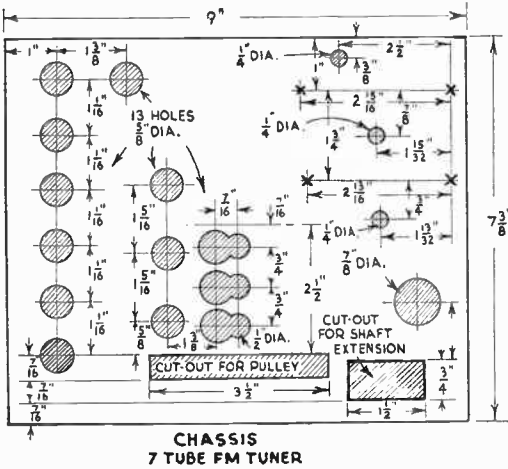 9"
1"
1 3/8"
1/4" DIA.
2 1/2"
1"
3/8"
1 1/16"
13 HOLES
5/8" DIA.
2 15/16"
7/8"
1/4" DIA.
1 3/4"
1 15/32"
1 1/16"
7 3/8"
2 13/16"
3/4"
1/4" DIA.
1 13/32"
7/16"
7/16"
1 5/16"
1 1/16"
7/8" DIA.
3/4"
2 1/2"
1 1/16"
1 5/16"
3/4"
1 1/16"
5/8"
1 3/8"
1/2" DIA.
CUT-OUT
FOR SHAFT
EXTENSION
7/16"
CUT-OUT FOR PULLEY
3/4"
7/16"
3 1/2"
7/16"
1 1/2"
CHASSIS
7 TUBE FM TUNER